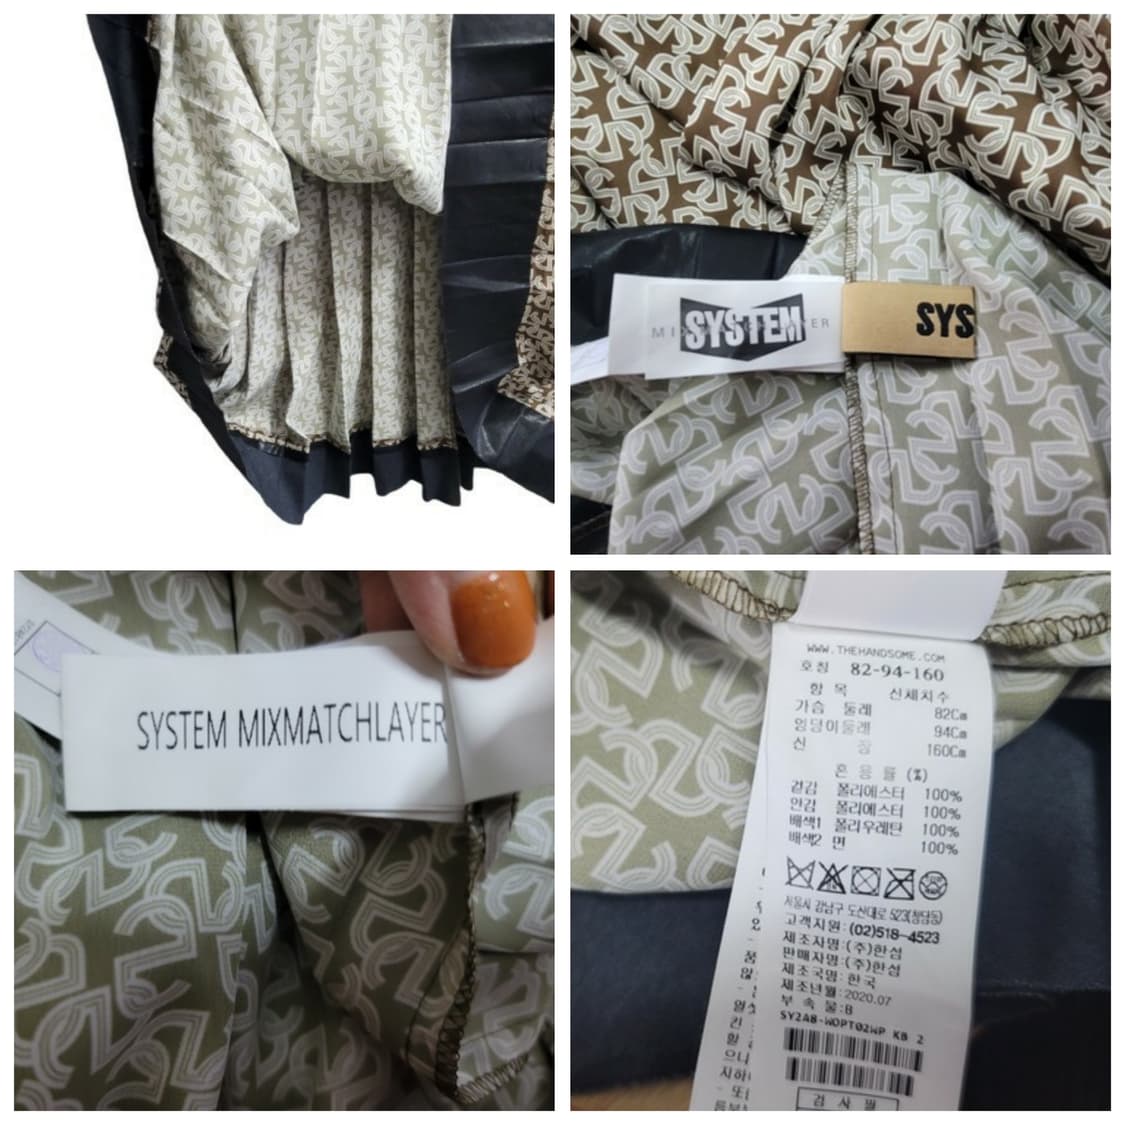 SYSTEM
MIXMATCHLAYER
SYS
SYSTEM MIXMATCHLAYER
WWW.THEHANDSOME.COM
호칭 82-94-160
항 목 신체치수
가슴 둘레 82Cm
엉덩이둘레 94Cm
신 장 160Cm
혼 용 률 (%)
겉감 폴리에스터 100%
안감 폴리에스터 100%
배색1 폴리우레탄 100%
배색2 면 100%
서울시 강남구 도산대로 523(청담동)
고객지원: (02)518-4523
제조자명:(주)한섬
판매자명:(주)한섬
제조국명: 한국
제조년월:2020.07
부 속 물:B
SY2A8-WOPT02WP KB 2
검 사 필